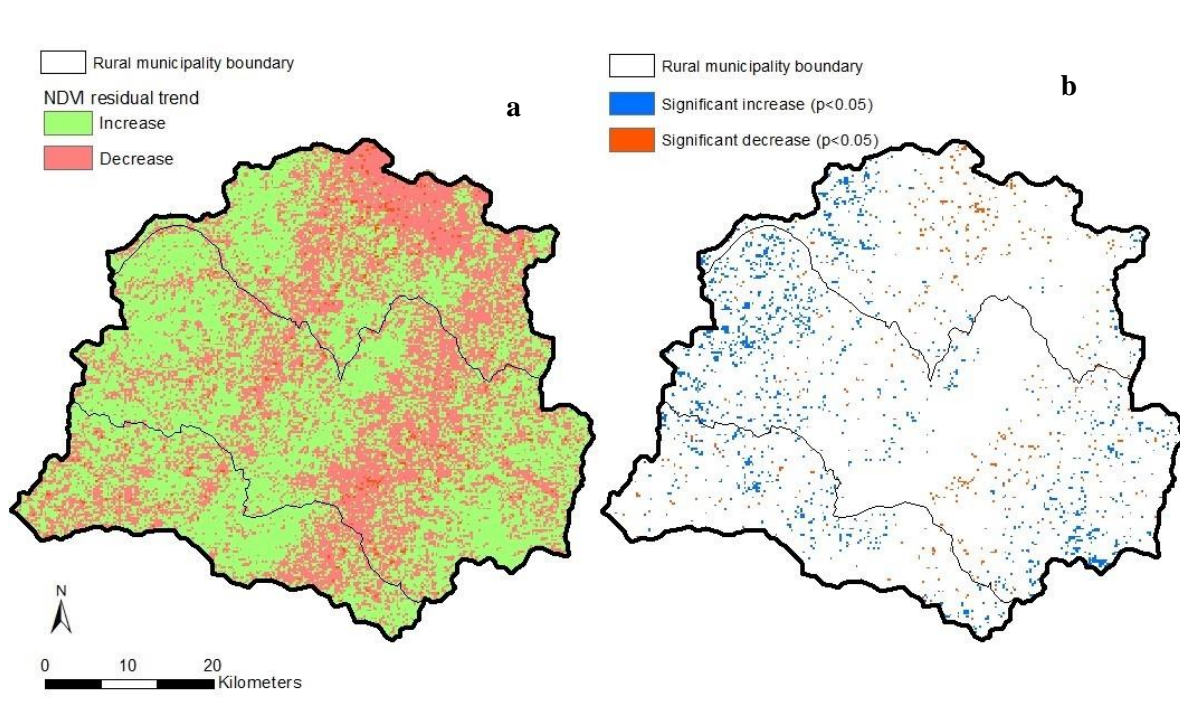 Rural municipality boundary
NDVI residual trend
Increase
Decrease
a
N
0 10 20
Kilometers
Rural municipality boundary
Significant increase (p<0.05)
Significant decrease (p<0.05)
b